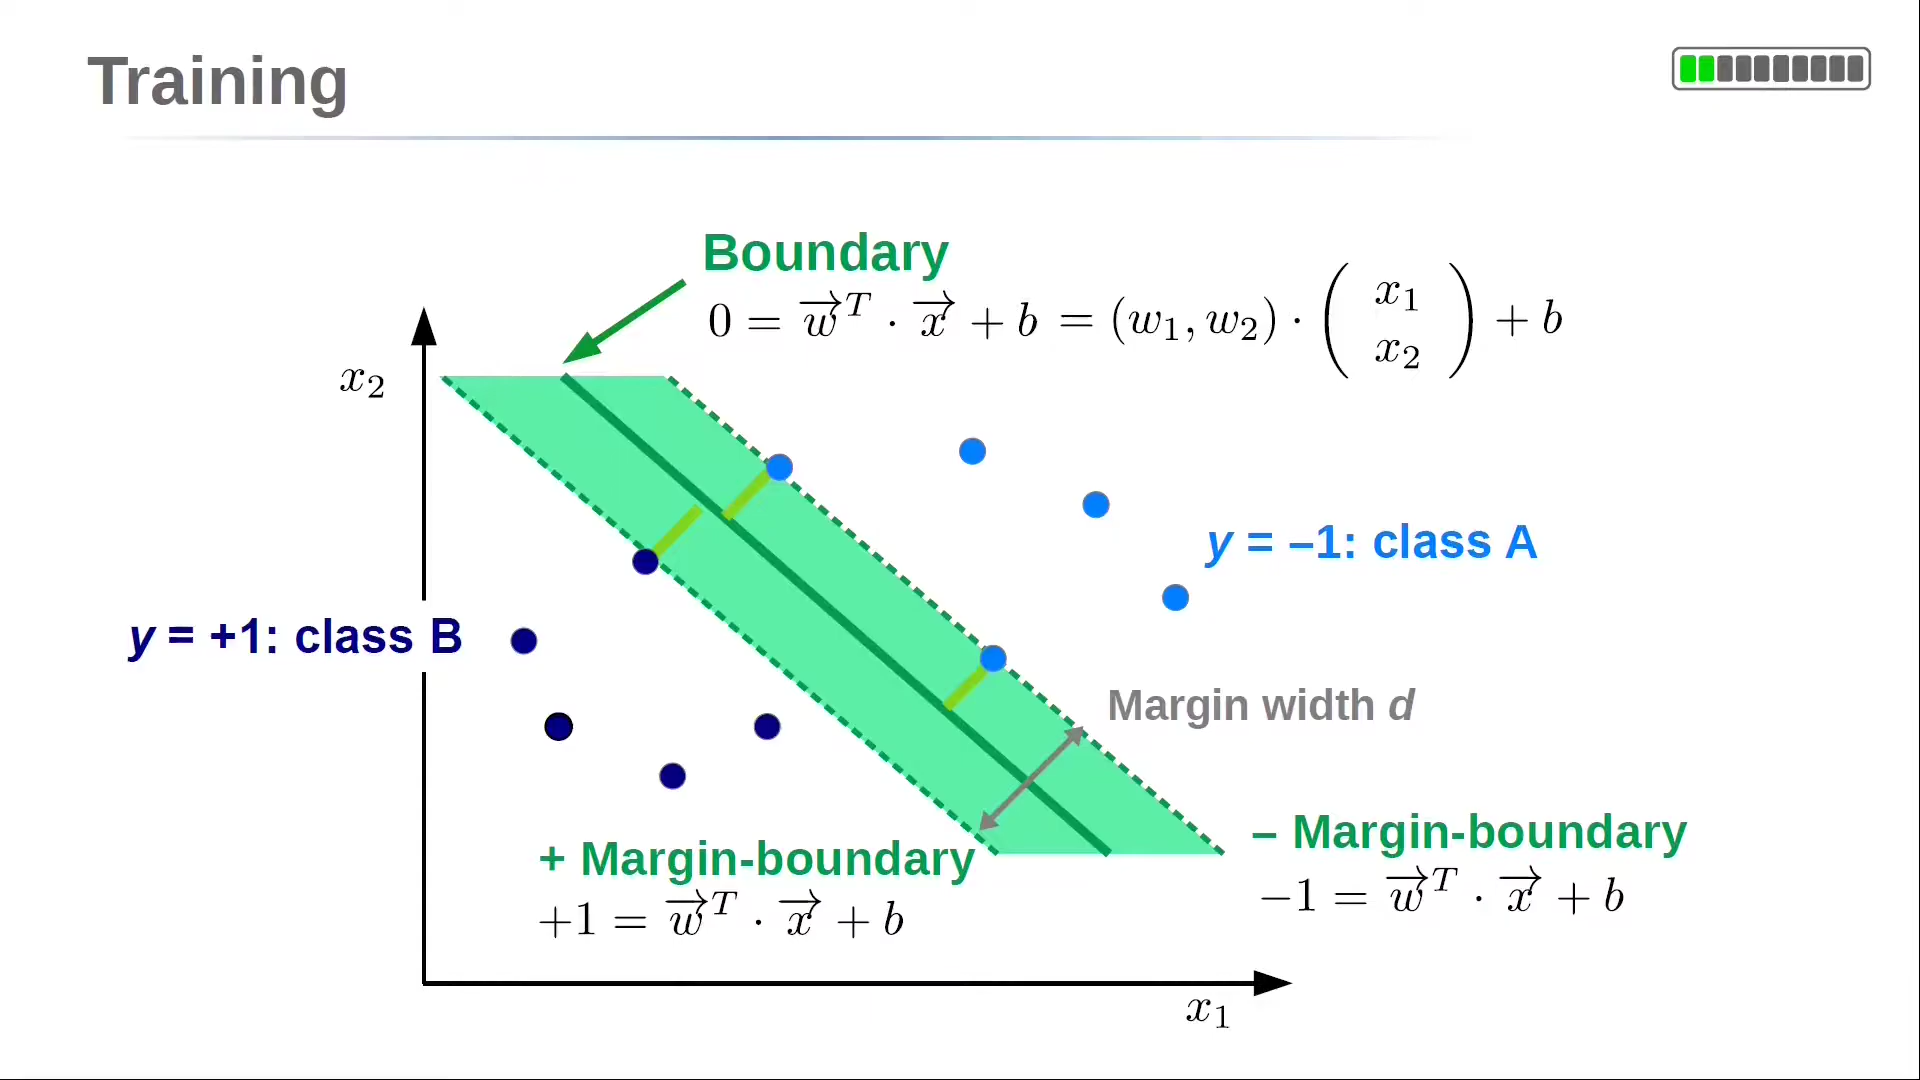 Training
Boundary
0 = w⃗ᵀ · x⃗ + b = (w₁, w₂) · ( x₁ x₂ ) + b
x₂
y = –1: class A
y = +1: class B
Margin width d
– Margin-boundary
−1 = w⃗ᵀ · x⃗ + b
+ Margin-boundary
+1 = w⃗ᵀ · x⃗ + b
x₁